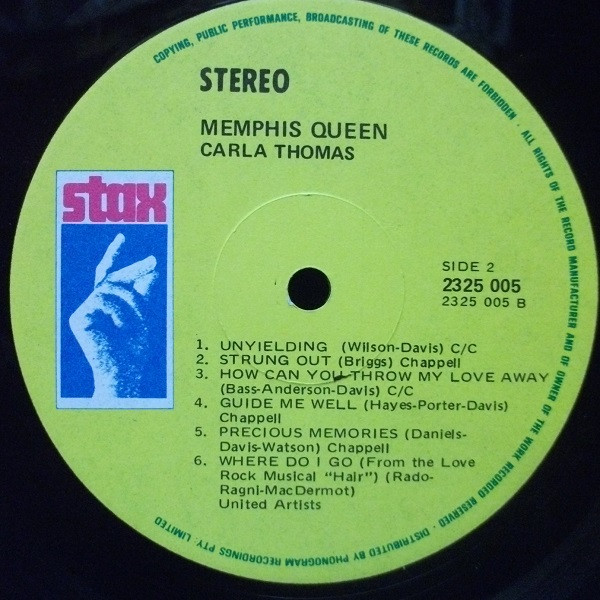 COPYING, PUBLIC PERFORMANCE, BROADCASTING OF THESE RECORDS ARE FORBIDDEN · ALL RIGHTS OF THE RECORD MANUFACTURER AND OF OWNER OF THE WORK RECORDED RESERVED · DISTRIBUTED BY PHONOGRAM RECORDINGS PTY. LIMITED
STEREO
MEMPHIS QUEEN
CARLA THOMAS
stax
SIDE 2
2325 005
2325 005 B
1. UNYIELDING (Wilson-Davis) C/C
2. STRUNG OUT (Briggs) Chappell
3. HOW CAN YOU THROW MY LOVE AWAY
(Bass-Anderson-Davis) C/C
4. GUIDE ME WELL (Hayes-Porter-Davis)
Chappell
5. PRECIOUS MEMORIES (Daniels-
Davis-Watson) Chappell
6. WHERE DO I GO (From the Love
Rock Musical "Hair") (Rado-
Ragni-MacDermot)
United Artists